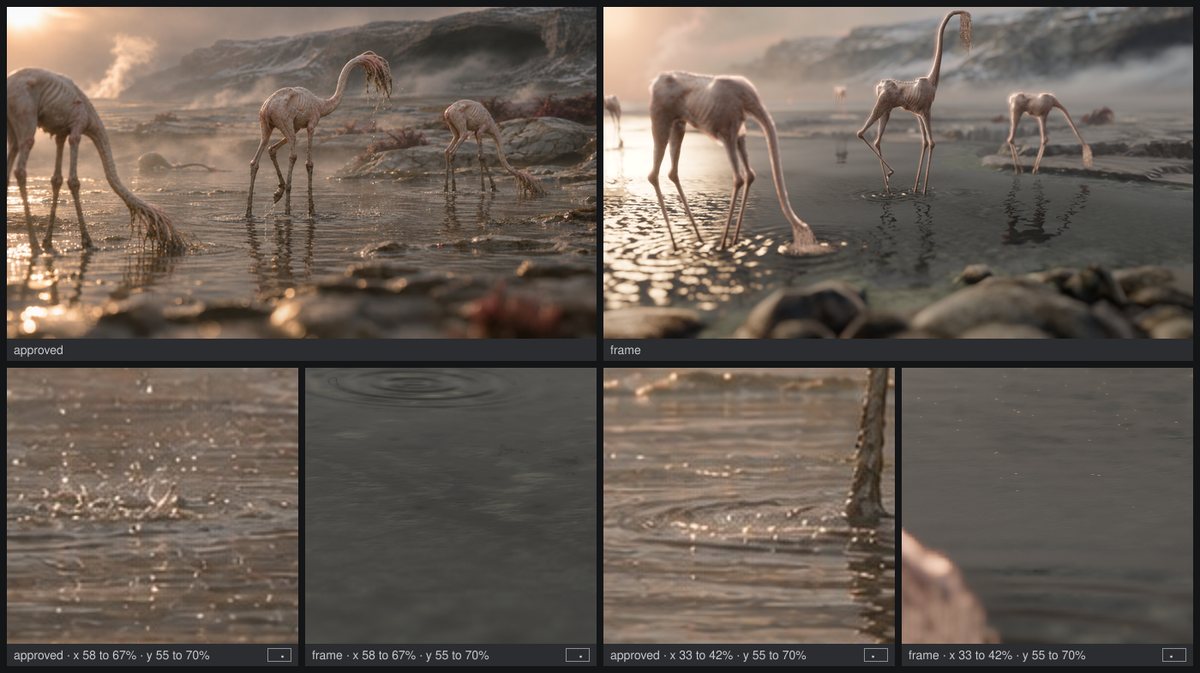 approved
frame
approved · x 58 to 67% · y 55 to 70%
frame · x 58 to 67% · y 55 to 70%
approved · x 33 to 42% · y 55 to 70%
frame · x 33 to 42% · y 55 to 70%